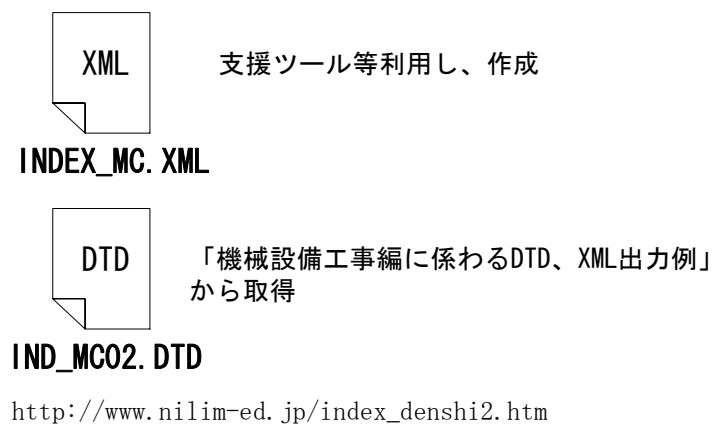 XML
支援ツール等利用し、作成
INDEX_MC.XML
DTD
「機械設備工事編に係わるDTD、XML出力例」
から取得
IND_MC02.DTD
http://www.nilim-ed.jp/index_denshi2.htm